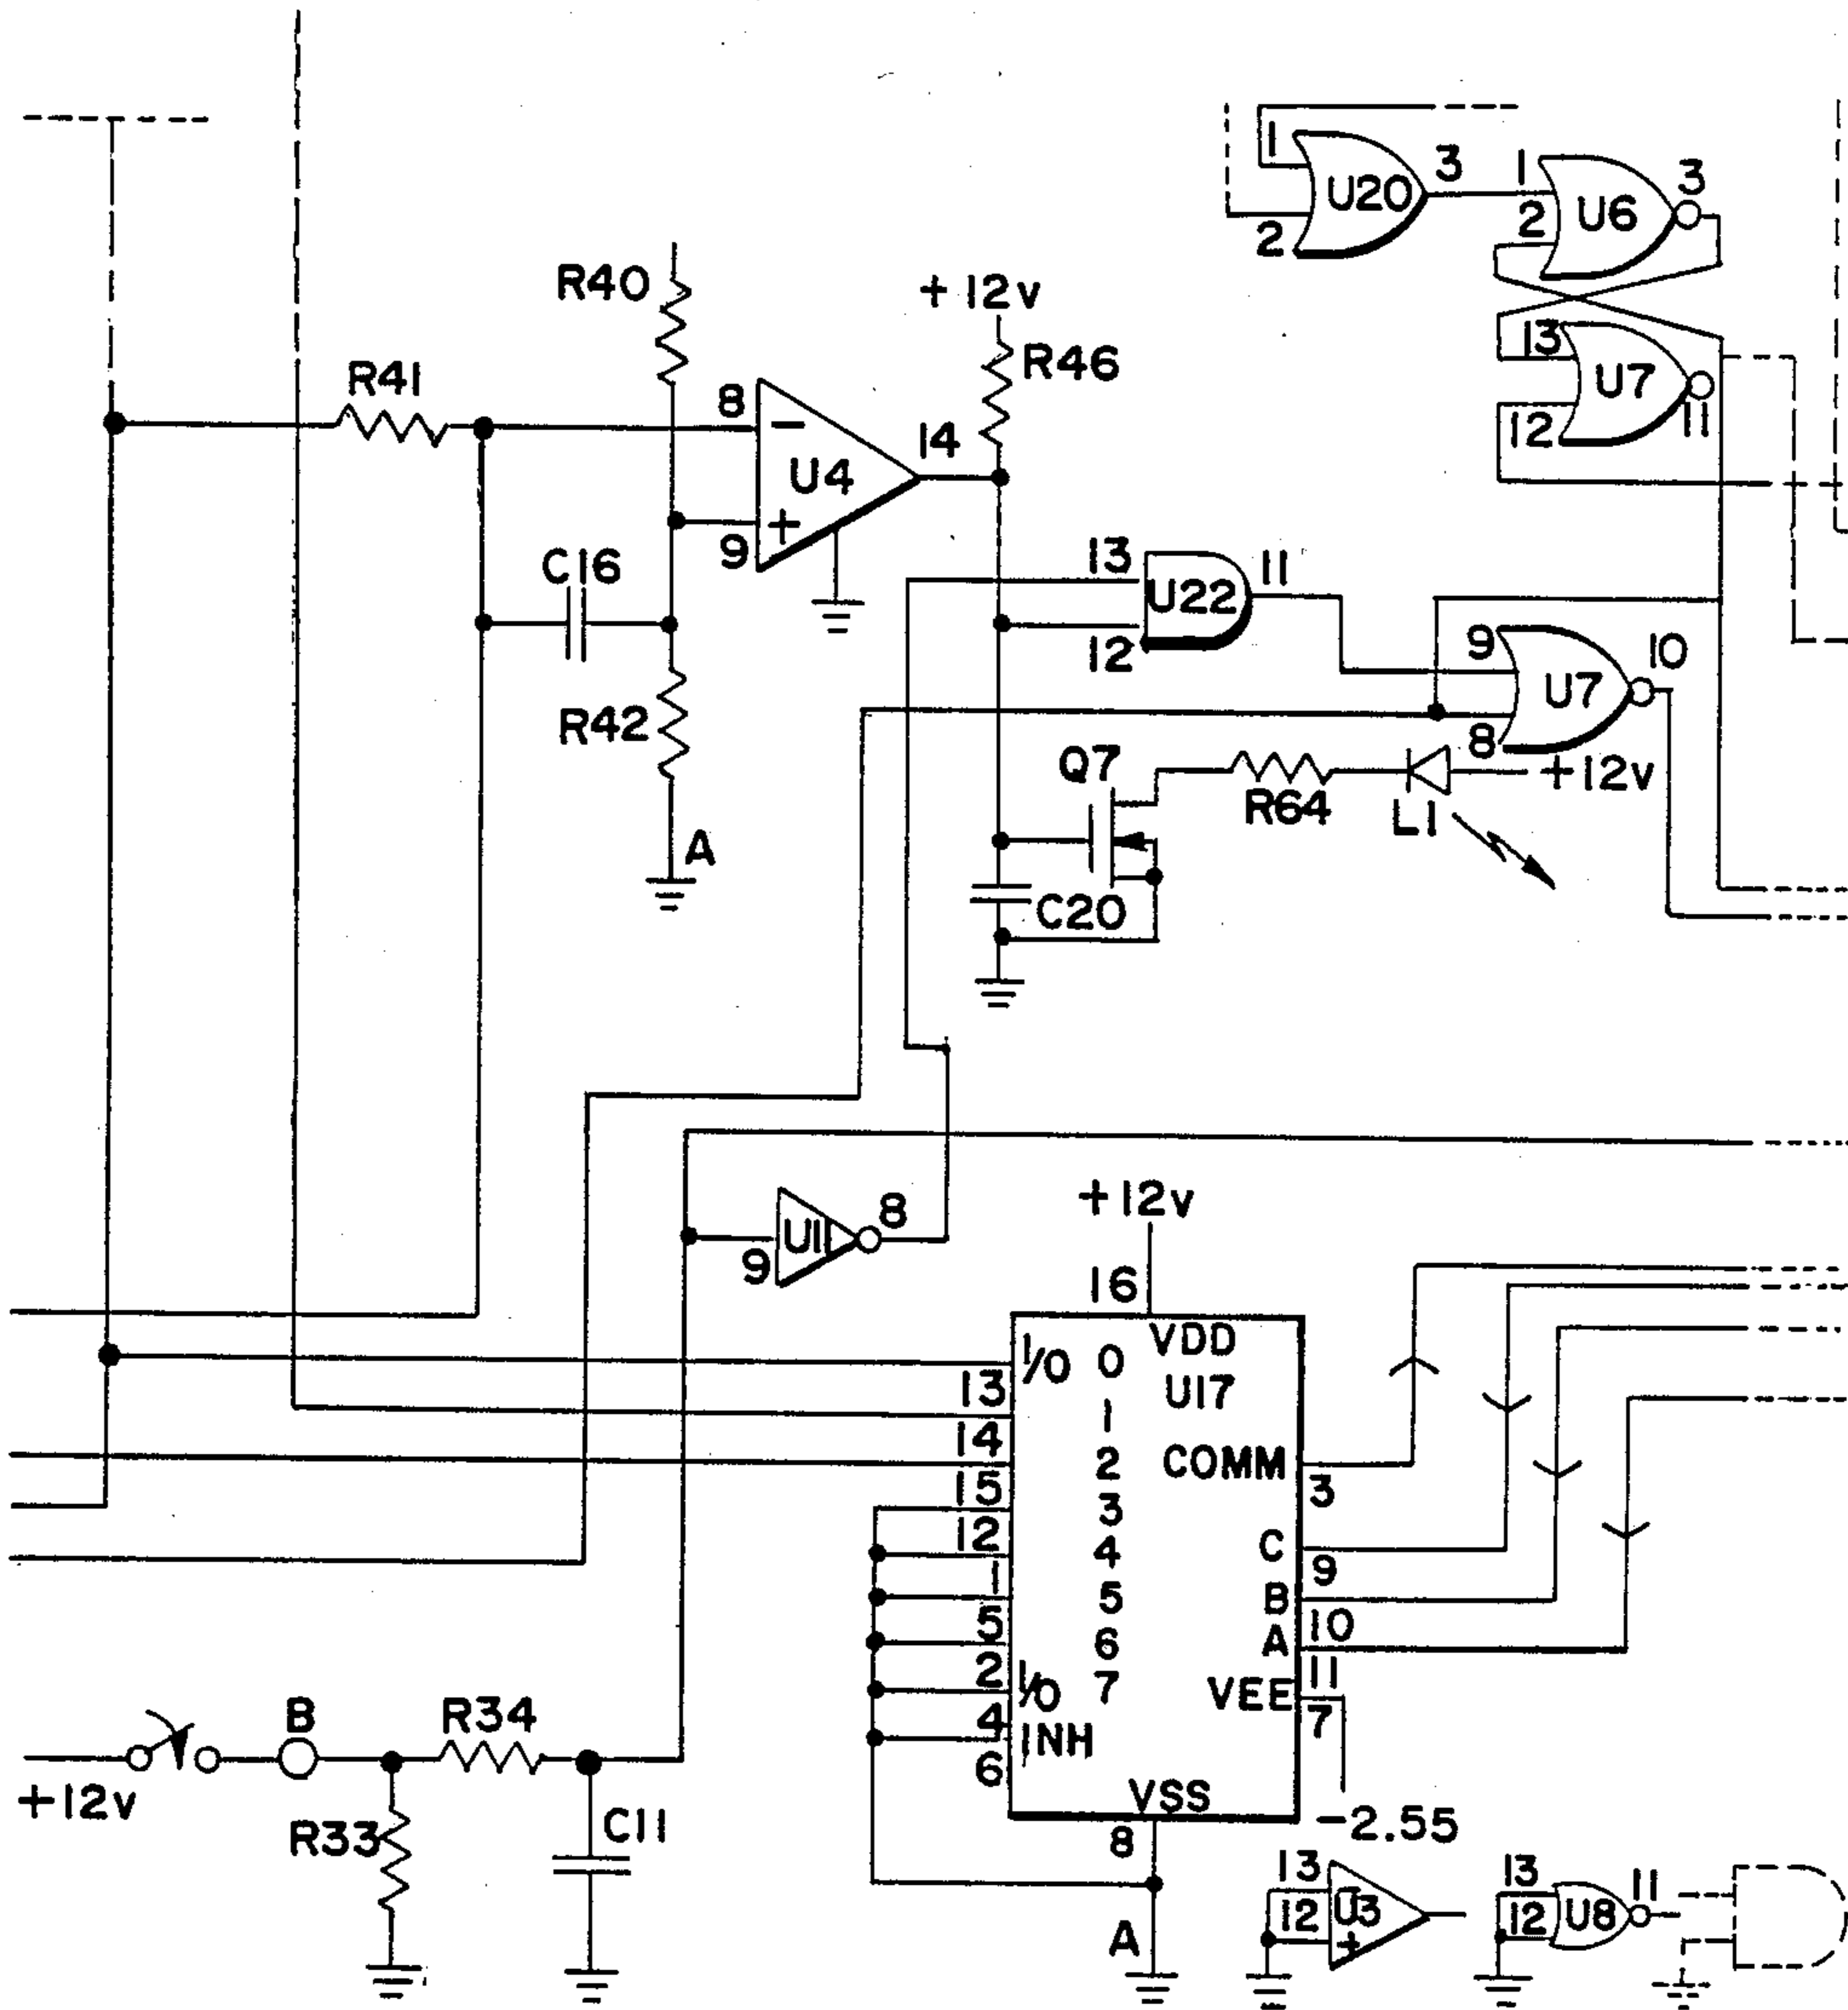 1
U20
3
2
1
U6
3
2
R40
+12v
R46
13
U7
12
11
R41
8
-
U4
14
+
9
C16
13
U22
11
12
9
U7
10
8
R42
Q7
R64
L1
+12v
A
C20
U1
8
9
+12v
16
I/O 0 VDD
13
U17
1
14
2 COMM
15
3
3
12
4 C
1
9
5 B
5
10
6 A
2
11
I/O 7 VEE
4
7
INH
6
VSS
8
-2.55
A
B
R34
+12v
R33
C11
13
U3
12
+
13
U8
12
11